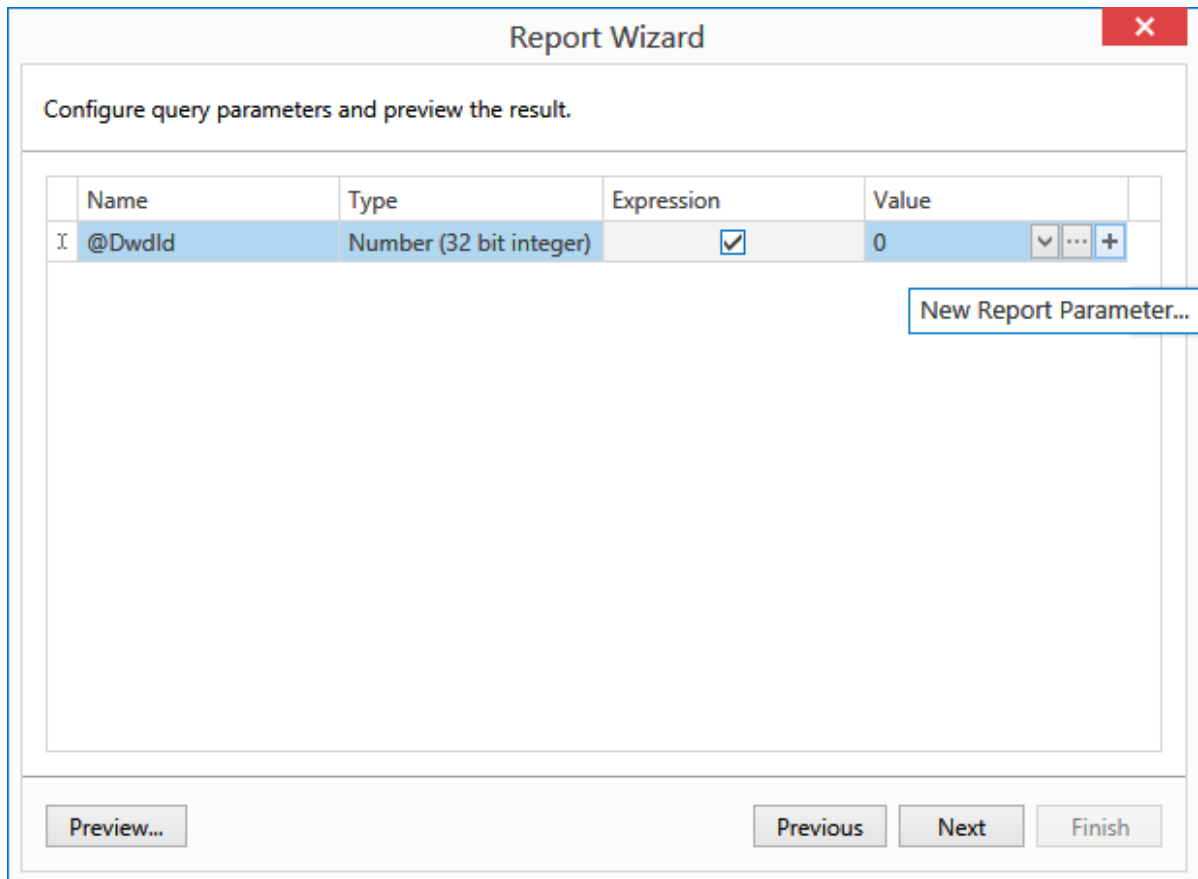 Report Wizard
Configure query parameters and preview the result.
Name Type Expression Value
@DwdId Number (32 bit integer) 0
New Report Parameter...
Preview... Previous Next Finish